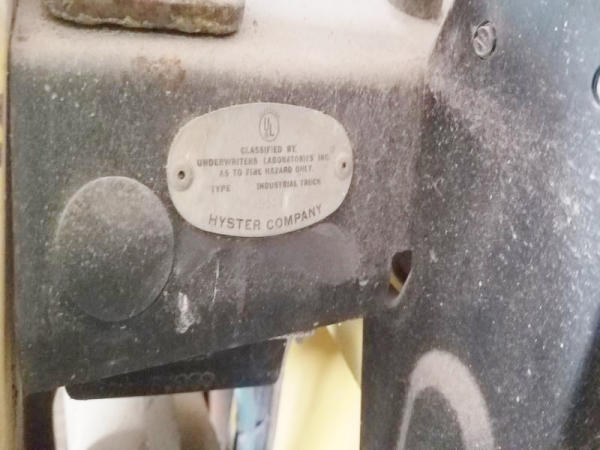 UL
CLASSIFIED BY
UNDERWRITERS LABORATORIES INC.
AS TO FIRE HAZARD ONLY.
TYPE INDUSTRIAL TRUCK
HYSTER COMPANY